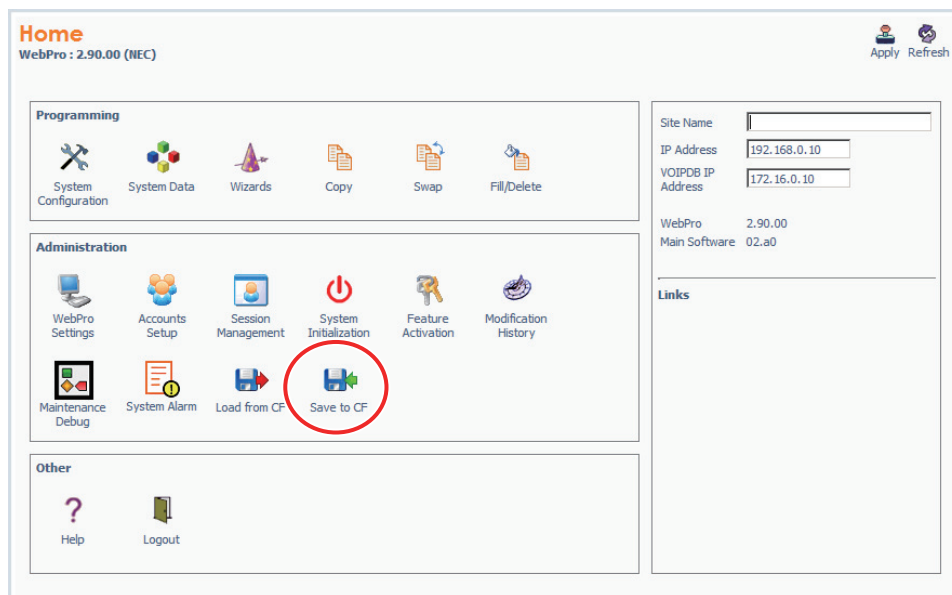 Home
WebPro : 2.90.00 (NEC)
Apply Refresh
Programming
System Configuration
System Data
Wizards
Copy
Swap
Fill/Delete
Administration
WebPro Settings
Accounts Setup
Session Management
System Initialization
Feature Activation
Modification History
Maintenance Debug
System Alarm
Load from CF
Save to CF
Other
? 
Help
Logout
Site Name
IP Address 192.168.0.10
VOIPDB IP Address 172.16.0.10
WebPro 2.90.00
Main Software 02.a0
Links